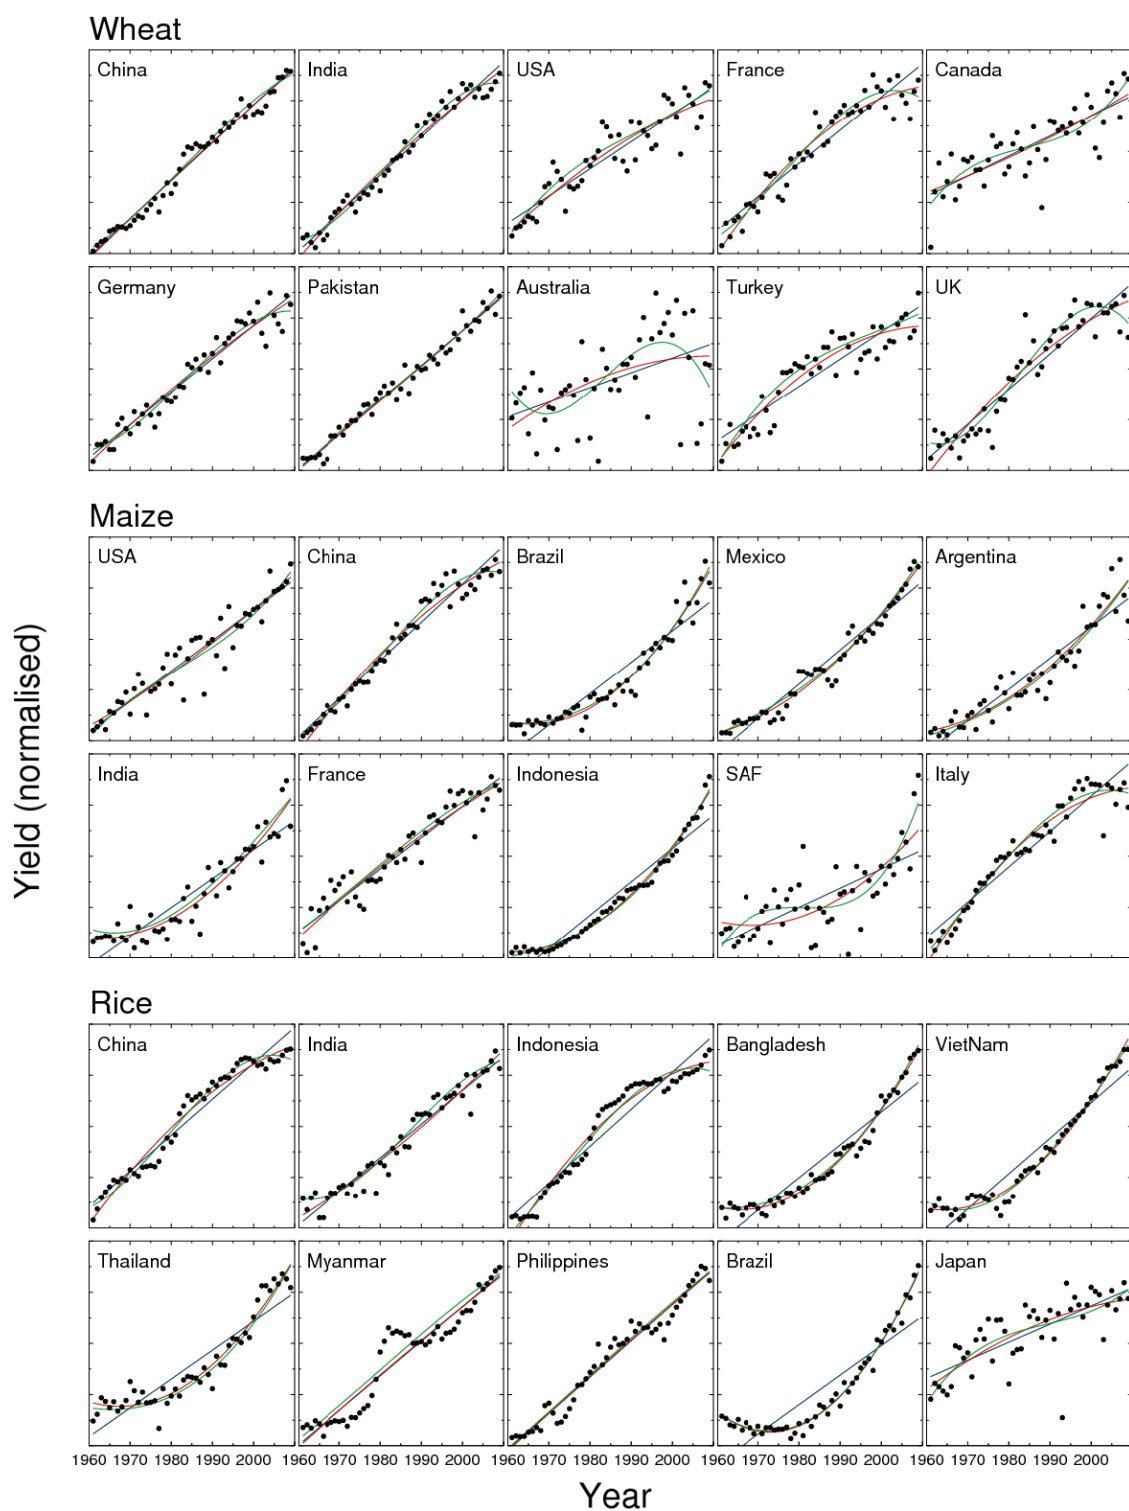 Wheat
China India USA France Canada
Germany Pakistan Australia Turkey UK
Maize
USA China Brazil Mexico Argentina
India France Indonesia SAF Italy
Rice
China India Indonesia Bangladesh VietNam
Thailand Myanmar Philippines Brazil Japan
1960 1970 1980 1990 2000 1960 1970 1980 1990 2000 1960 1970 1980 1990 2000 1960 1970 1980 1990 2000 1960 1970 1980 1990 2000
Year
Yield (normalised)